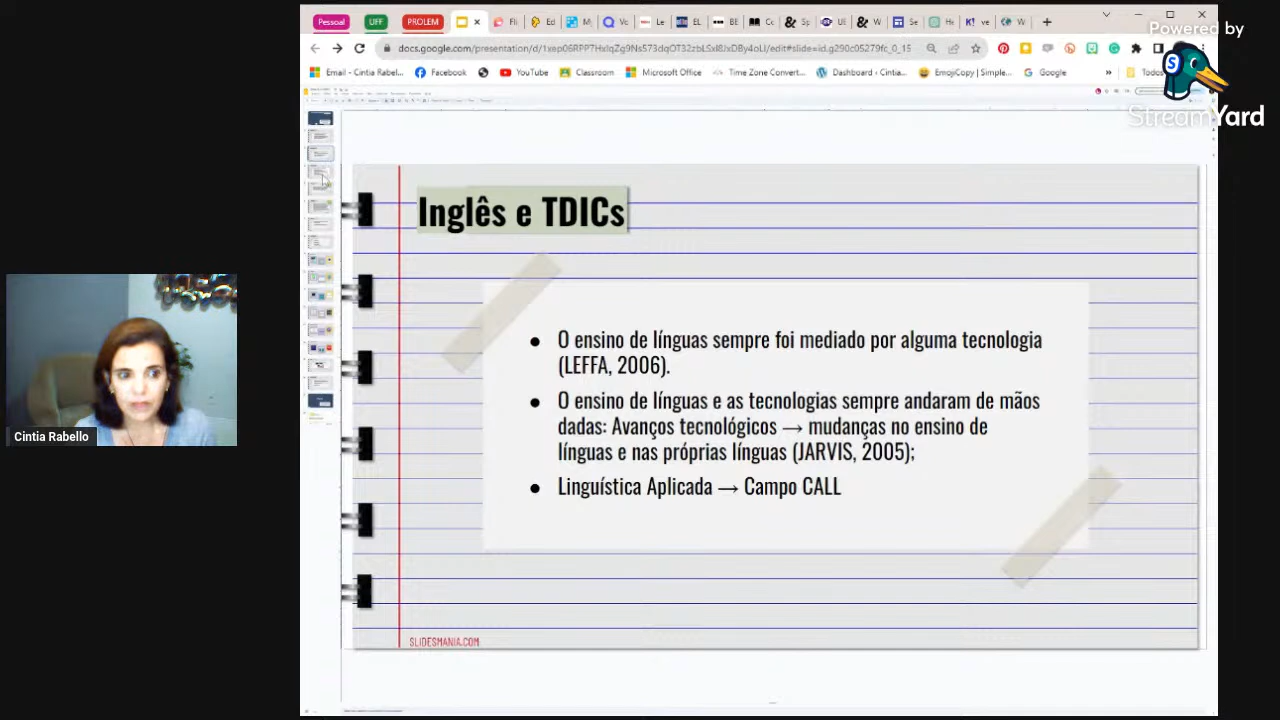 Pessoal
UFF
PROLEM
Powered by
StreamYard
Email - Cintia Rabel...
Facebook
YouTube
Classroom
Microsoft Office
Time Zone Convert...
Dashboard ‹ Cintia...
EmojiCopy | Simple...
Google
»
Todos
Inglês e TDICs
● O ensino de línguas sempre foi mediado por alguma tecnologia
(LEFFA, 2006).
● O ensino de línguas e as tecnologias sempre andaram de mãos
dadas: Avanços tecnológicos → mudanças no ensino de
línguas e nas próprias línguas (JARVIS, 2005);
● Linguística Aplicada → Campo CALL
Cintia Rabello
SLIDESMANIA.COM